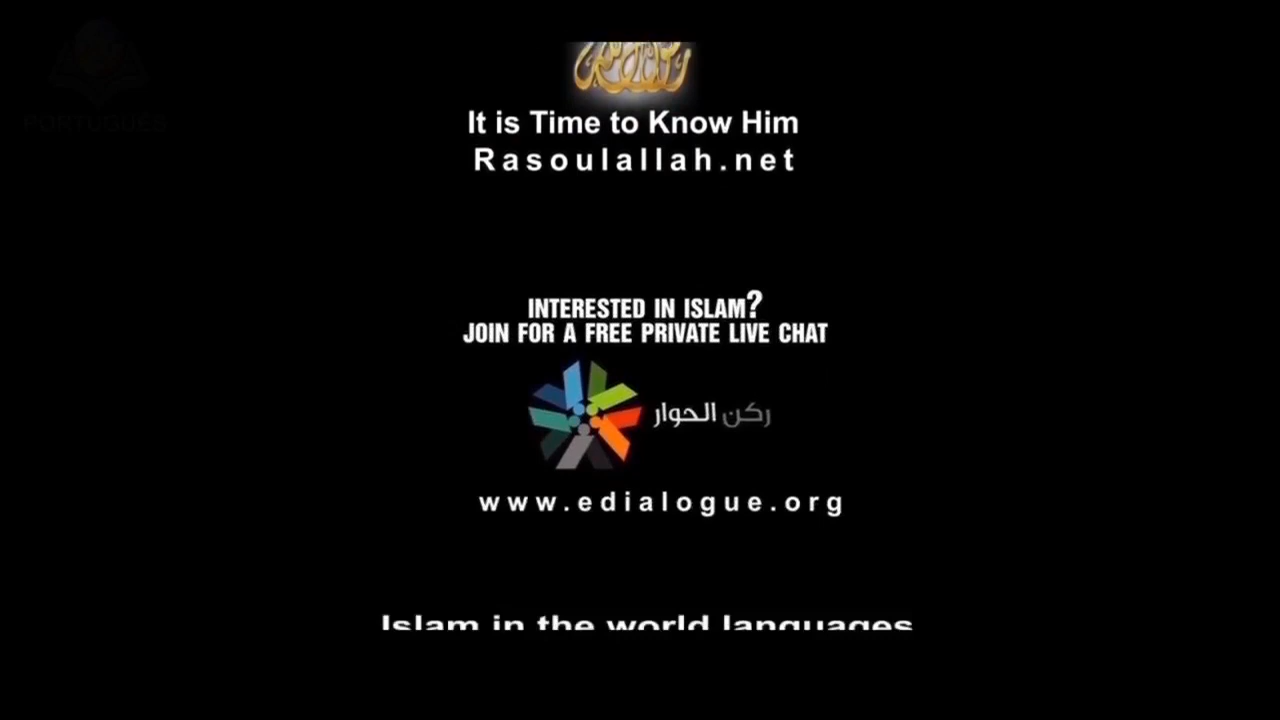 PORTUGUÊS
It is Time to Know Him
Rasoulallah.net
INTERESTED IN ISLAM?
JOIN FOR A FREE PRIVATE LIVE CHAT
ركن الحوار
www.edialogue.org
Islam in the world languages